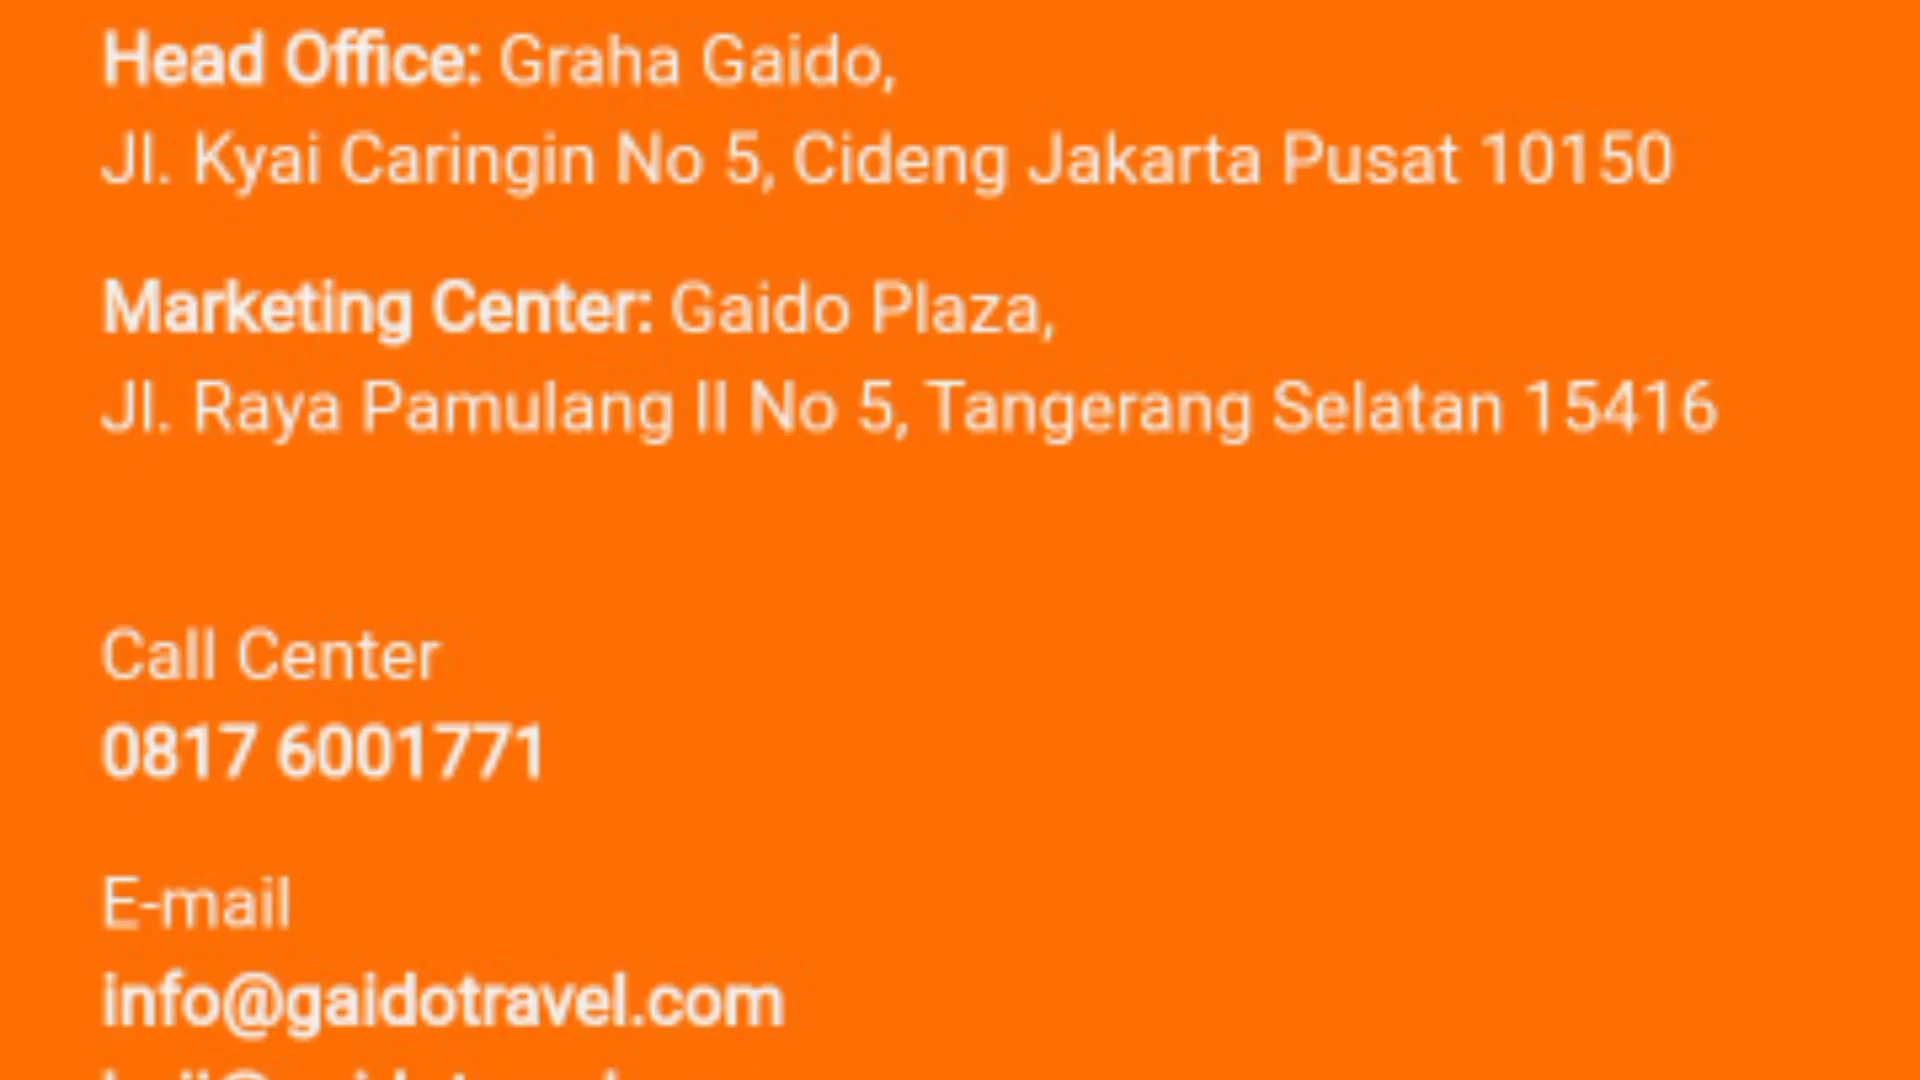 Head Office: Graha Gaido,
Jl. Kyai Caringin No 5, Cideng Jakarta Pusat 10150
Marketing Center: Gaido Plaza,
Jl. Raya Pamulang II No 5, Tangerang Selatan 15416
Call Center
0817 6001771
E-mail
info@gaidotravel.com